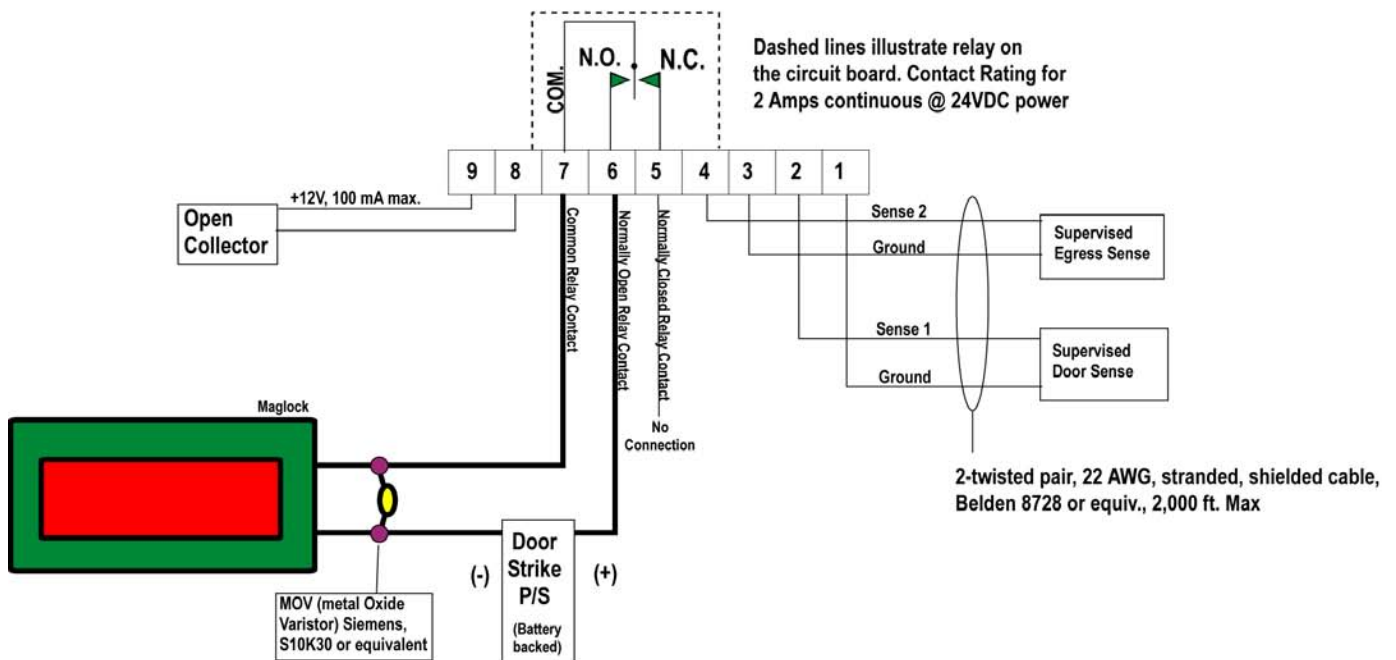 Dashed lines illustrate relay on
the circuit board. Contact Rating for
2 Amps continuous @ 24VDC power
N.O.
N.C.
COM.
9 8 7 6 5 4 3 2 1
Open
Collector
+12V, 100 mA max.
Common Relay Contact
Normally Open Relay Contact
Normally Closed Relay Contact
No
Connection
Sense 2
Ground
Supervised
Egress Sense
Sense 1
Ground
Supervised
Door Sense
2-twisted pair, 22 AWG, stranded, shielded cable,
Belden 8728 or equiv., 2,000 ft. Max
Maglock
MOV (metal Oxide
Varistor) Siemens,
S10K30 or equivalent
(-)
Door
Strike
P/S
(Battery
backed)
(+)